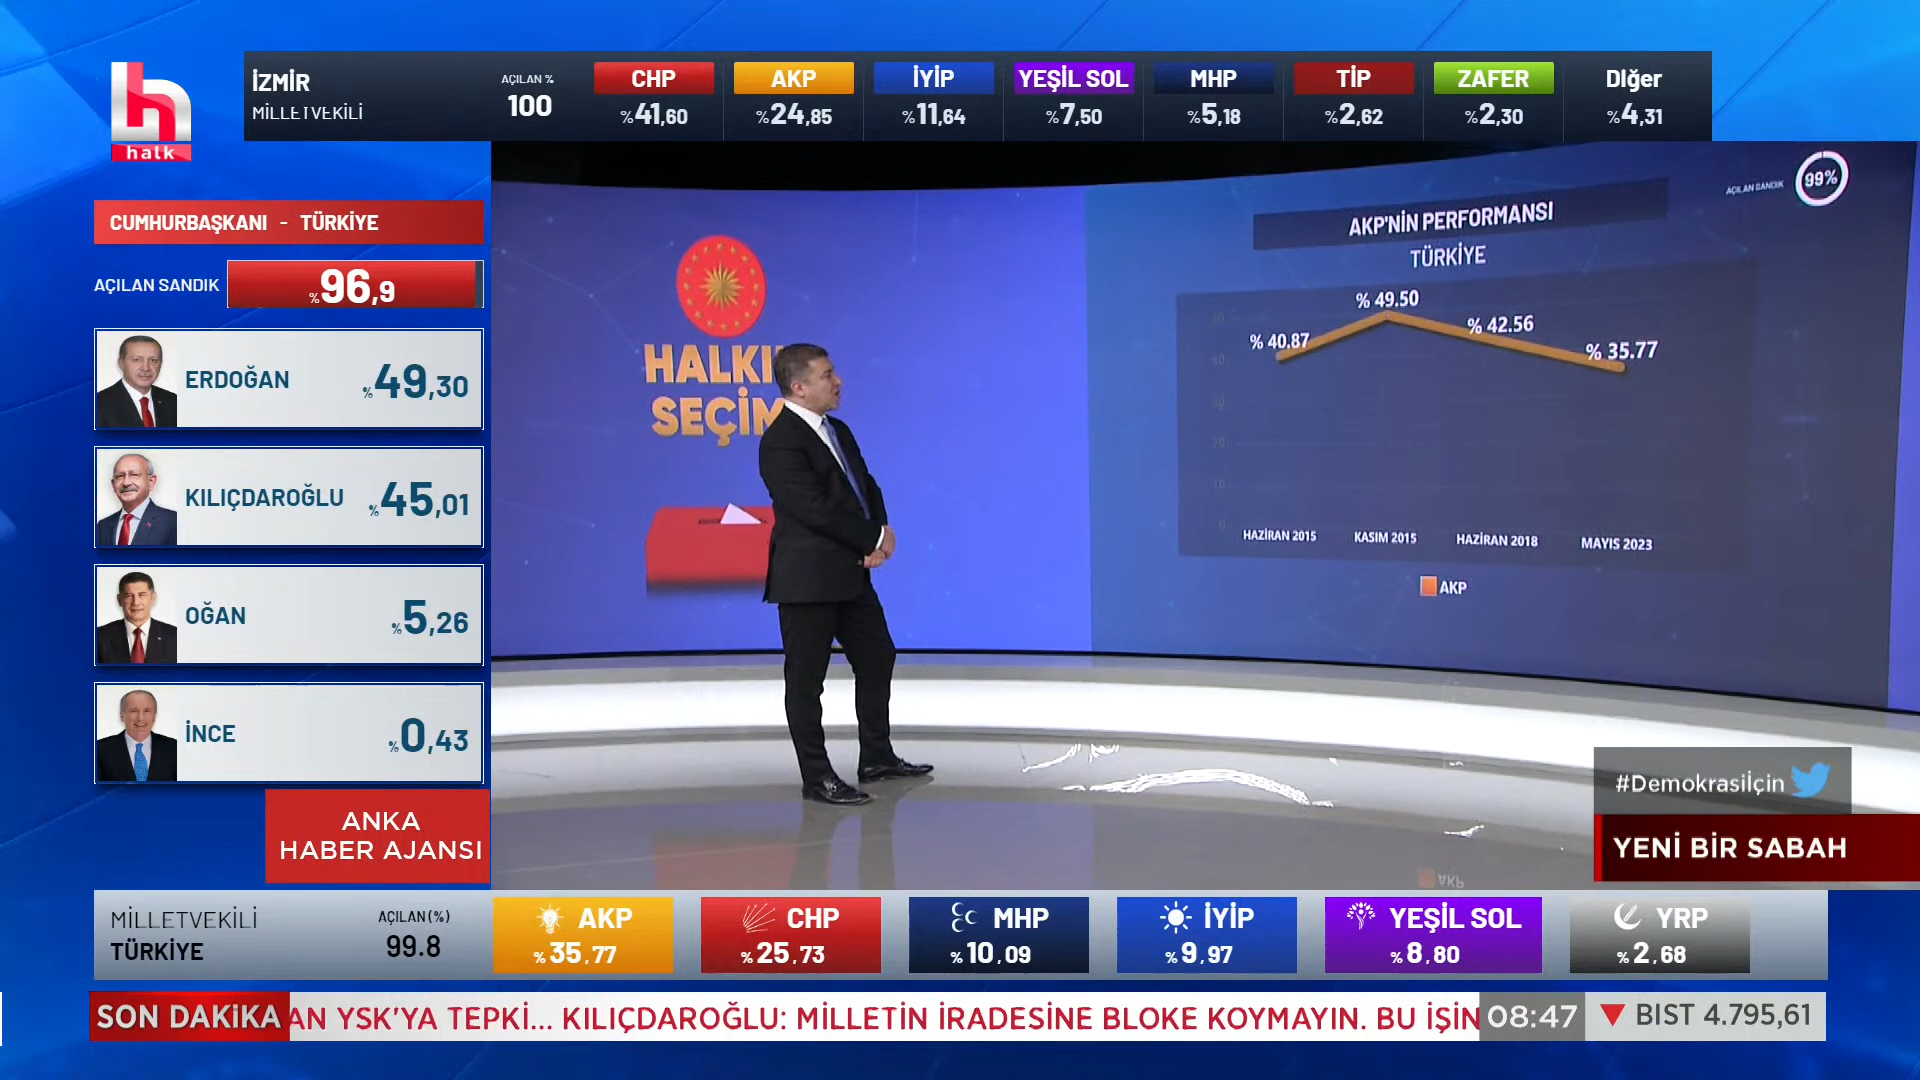 h
halk
İZMİR
MİLLETVEKİLİ
AÇILAN %
100
CHP
%41,60
AKP
%24,85
İYİP
%11,64
YEŞİL SOL
%7,50
MHP
%5,18
TİP
%2,62
ZAFER
%2,30
DIğer
%4,31
CUMHURBAŞKANI - TÜRKİYE
AÇILAN SANDIK %96,9
ERDOĞAN %49,30
KILIÇDAROĞLU %45,01
OĞAN %5,26
İNCE %0,43
ANKA
HABER AJANSI
HALKI
SEÇİM
AÇILAN SANDIK 99%
AKP'NİN PERFORMANSI
TÜRKİYE
% 40.87
% 49.50
% 42.56
% 35.77
40
30
20
10
0
HAZİRAN 2015
KASIM 2015
HAZİRAN 2018
MAYIS 2023
AKP
#Demokrasiİçin
YENİ BİR SABAH
MİLLETVEKİLİ
TÜRKİYE
AÇILAN(%)
99.8
AKP
%35,77
CHP
%25,73
MHP
%10,09
İYİP
%9,97
YEŞİL SOL
%8,80
YRP
%2,68
SON DAKİKA
AN YSK'YA TEPKİ... KILIÇDAROĞLU: MİLLETİN İRADESİNE BLOKE KOYMAYIN. BU İŞİN
08:47
BIST 4.795,61